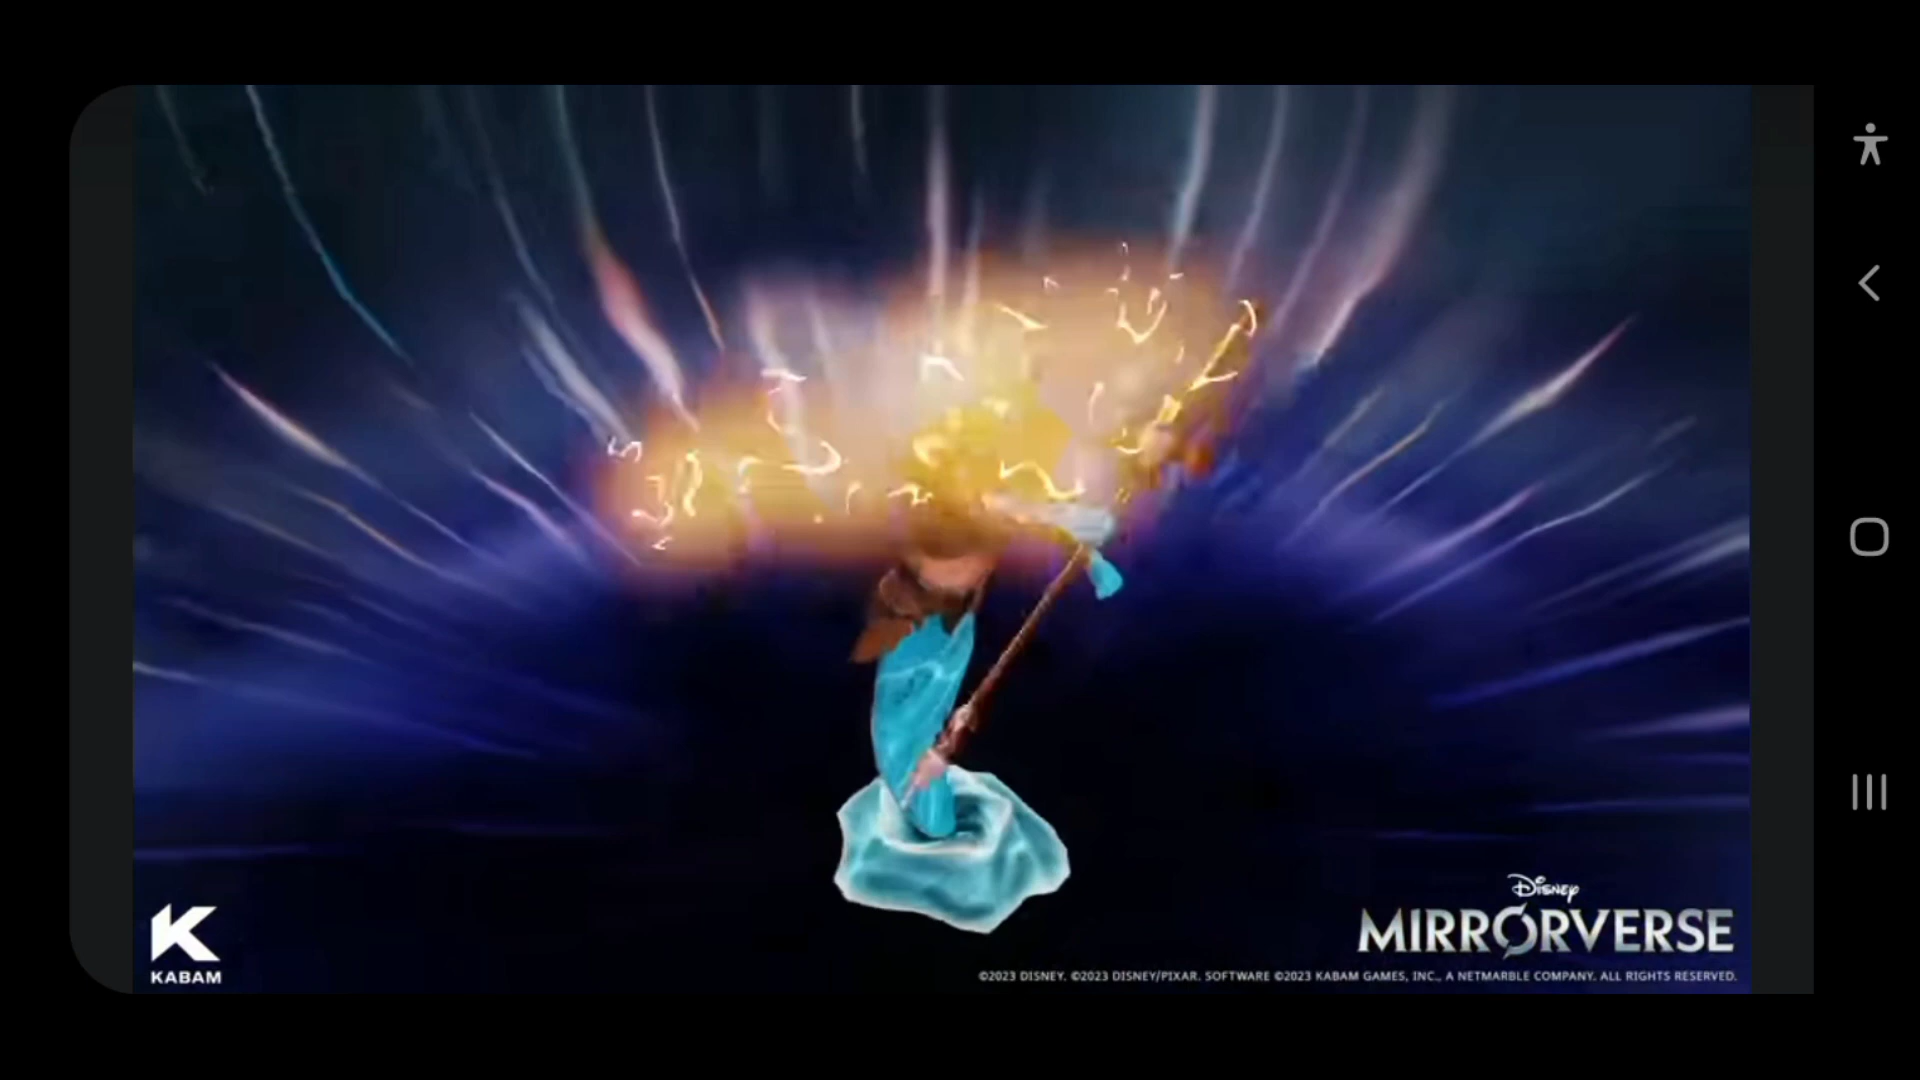 KABAM
Disney
MIRRORVERSE
©2023 DISNEY. ©2023 DISNEY/PIXAR. SOFTWARE ©2023 KABAM GAMES, INC., A NETMARBLE COMPANY. ALL RIGHTS RESERVED.